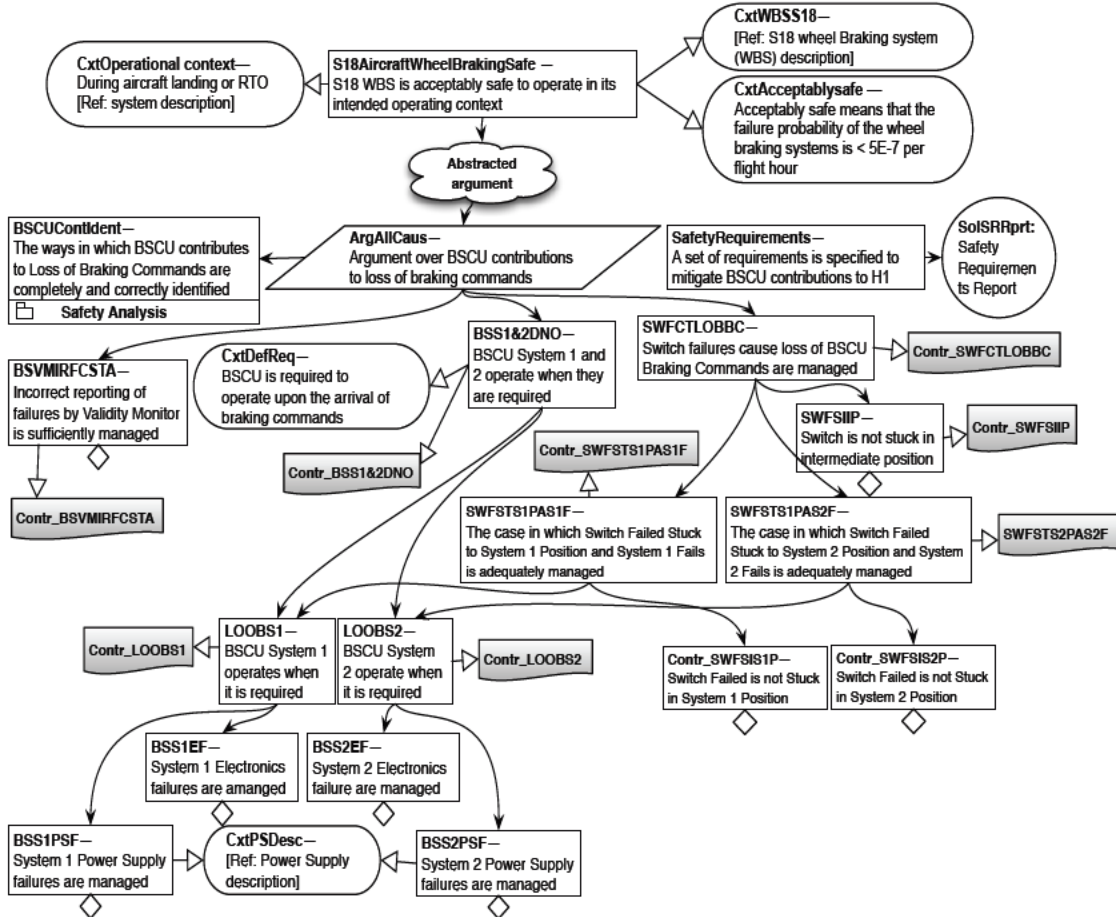 CxtOperational context—
During aircraft landing or RTO
[Ref: system description]
S18AircraftWheelBrakingSafe —
S18 WBS is acceptably safe to operate in its
intended operating context
CxtWBSS18—
[Ref: S18 wheel Braking system
(WBS) description]
CxtAcceptablysafe —
Acceptably safe means that the
failure probability of the wheel
braking systems is < 5E-7 per
flight hour
Abstracted
argument
BSCUContIdent—
The ways in which BSCU contributes
to Loss of Braking Commands are
completely and correctly identified
Safety Analysis
ArgAllCaus—
Argument over BSCU contributions
to loss of braking commands
SafetyRequirements—
A set of requirements is specified to
mitigate BSCU contributions to H1
SolSRRprt:
Safety
Requiremen
ts Report
BSVMIRFCSTA—
Incorrect reporting of
failures by Validity Monitor
is sufficiently managed
CxtDefReq—
BSCU is required to
operate upon the arrival of
braking commands
BSS1&2DNO—
BSCU System 1 and
2 operate when they
are required
SWFCTLOBBC—
Switch failures cause loss of BSCU
Braking Commands are managed
Contr_SWFCTLOBBC
SWFSIIP—
Switch is not stuck in
intermediate position
Contr_SWFSIIP
Contr_SWFSTS1PAS1F
Contr_BSS1&2DNO
Contr_BSVMIRFCSTA
SWFSTS1PAS1F—
The case in which Switch Failed Stuck
to System 1 Position and System 1 Fails
is adequately managed
SWFSTS1PAS2F—
The case in which Switch Failed
Stuck to System 2 Position and System
2 Fails is adequately managed
SWFSTS2PAS2F
Contr_LOOBS1
LOOBS1—
BSCU System 1
operates when
it is required
LOOBS2—
BSCU System
2 operate when
it is required
Contr_LOOBS2
Contr_SWFSIS1P—
Switch Failed is not Stuck
in System 1 Position
Contr_SWFSIS2P—
Switch Failed is not Stuck
in System 2 Position
BSS1EF—
System 1 Electronics
failures are amanged
BSS2EF—
System 2 Electronics
failure are managed
BSS1PSF—
System 1 Power Supply
failures are managed
CxtPSDesc—
[Ref: Power Supply
description]
BSS2PSF—
System 2 Power Supply
failures are managed